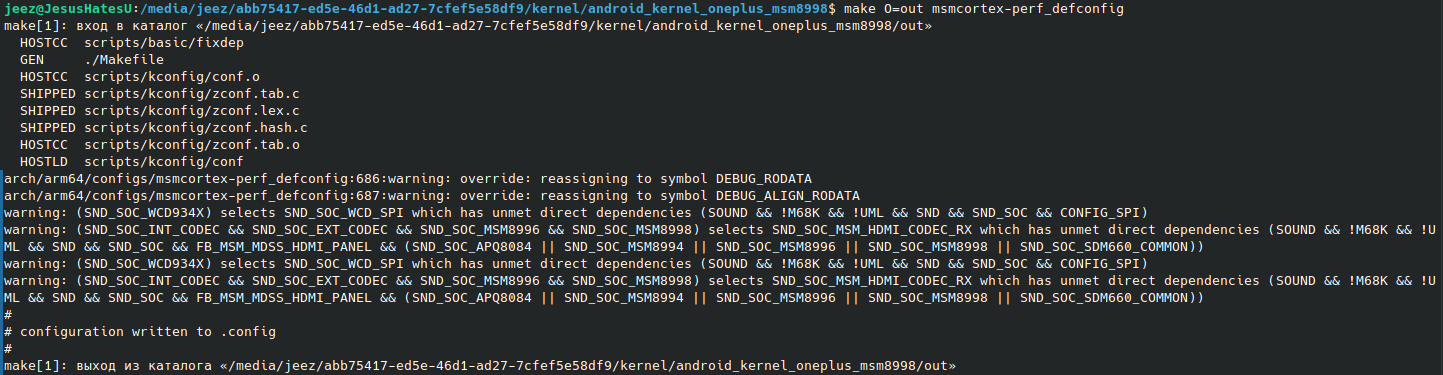 jeez@JesusHatesU:/media/jeez/abb75417-ed5e-46d1-ad27-7cfef5e58df9/kernel/android_kernel_oneplus_msm8998$ make O=out msmcortex-perf_defconfig
make[1]: вход в каталог «/media/jeez/abb75417-ed5e-46d1-ad27-7cfef5e58df9/kernel/android_kernel_oneplus_msm8998/out»
  HOSTCC  scripts/basic/fixdep
  GEN     ./Makefile
  HOSTCC  scripts/kconfig/conf.o
  SHIPPED scripts/kconfig/zconf.tab.c
  SHIPPED scripts/kconfig/zconf.lex.c
  SHIPPED scripts/kconfig/zconf.hash.c
  HOSTCC  scripts/kconfig/zconf.tab.o
  HOSTLD  scripts/kconfig/conf
arch/arm64/configs/msmcortex-perf_defconfig:686:warning: override: reassigning to symbol DEBUG_RODATA
arch/arm64/configs/msmcortex-perf_defconfig:687:warning: override: reassigning to symbol DEBUG_ALIGN_RODATA
warning: (SND_SOC_WCD934X) selects SND_SOC_WCD_SPI which has unmet direct dependencies (SOUND && !M68K && !UML && SND && SND_SOC && CONFIG_SPI)
warning: (SND_SOC_INT_CODEC && SND_SOC_EXT_CODEC && SND_SOC_MSM8996 && SND_SOC_MSM8998) selects SND_SOC_MSM_HDMI_CODEC_RX which has unmet direct dependencies (SOUND && !M68K && !U
ML && SND && SND_SOC && FB_MSM_MDSS_HDMI_PANEL && (SND_SOC_APQ8084 || SND_SOC_MSM8994 || SND_SOC_MSM8996 || SND_SOC_MSM8998 || SND_SOC_SDM660_COMMON))
warning: (SND_SOC_WCD934X) selects SND_SOC_WCD_SPI which has unmet direct dependencies (SOUND && !M68K && !UML && SND && SND_SOC && CONFIG_SPI)
warning: (SND_SOC_INT_CODEC && SND_SOC_EXT_CODEC && SND_SOC_MSM8996 && SND_SOC_MSM8998) selects SND_SOC_MSM_HDMI_CODEC_RX which has unmet direct dependencies (SOUND && !M68K && !U
ML && SND && SND_SOC && FB_MSM_MDSS_HDMI_PANEL && (SND_SOC_APQ8084 || SND_SOC_MSM8994 || SND_SOC_MSM8996 || SND_SOC_MSM8998 || SND_SOC_SDM660_COMMON))
#
# configuration written to .config
#
make[1]: выход из каталога «/media/jeez/abb75417-ed5e-46d1-ad27-7cfef5e58df9/kernel/android_kernel_oneplus_msm8998/out»